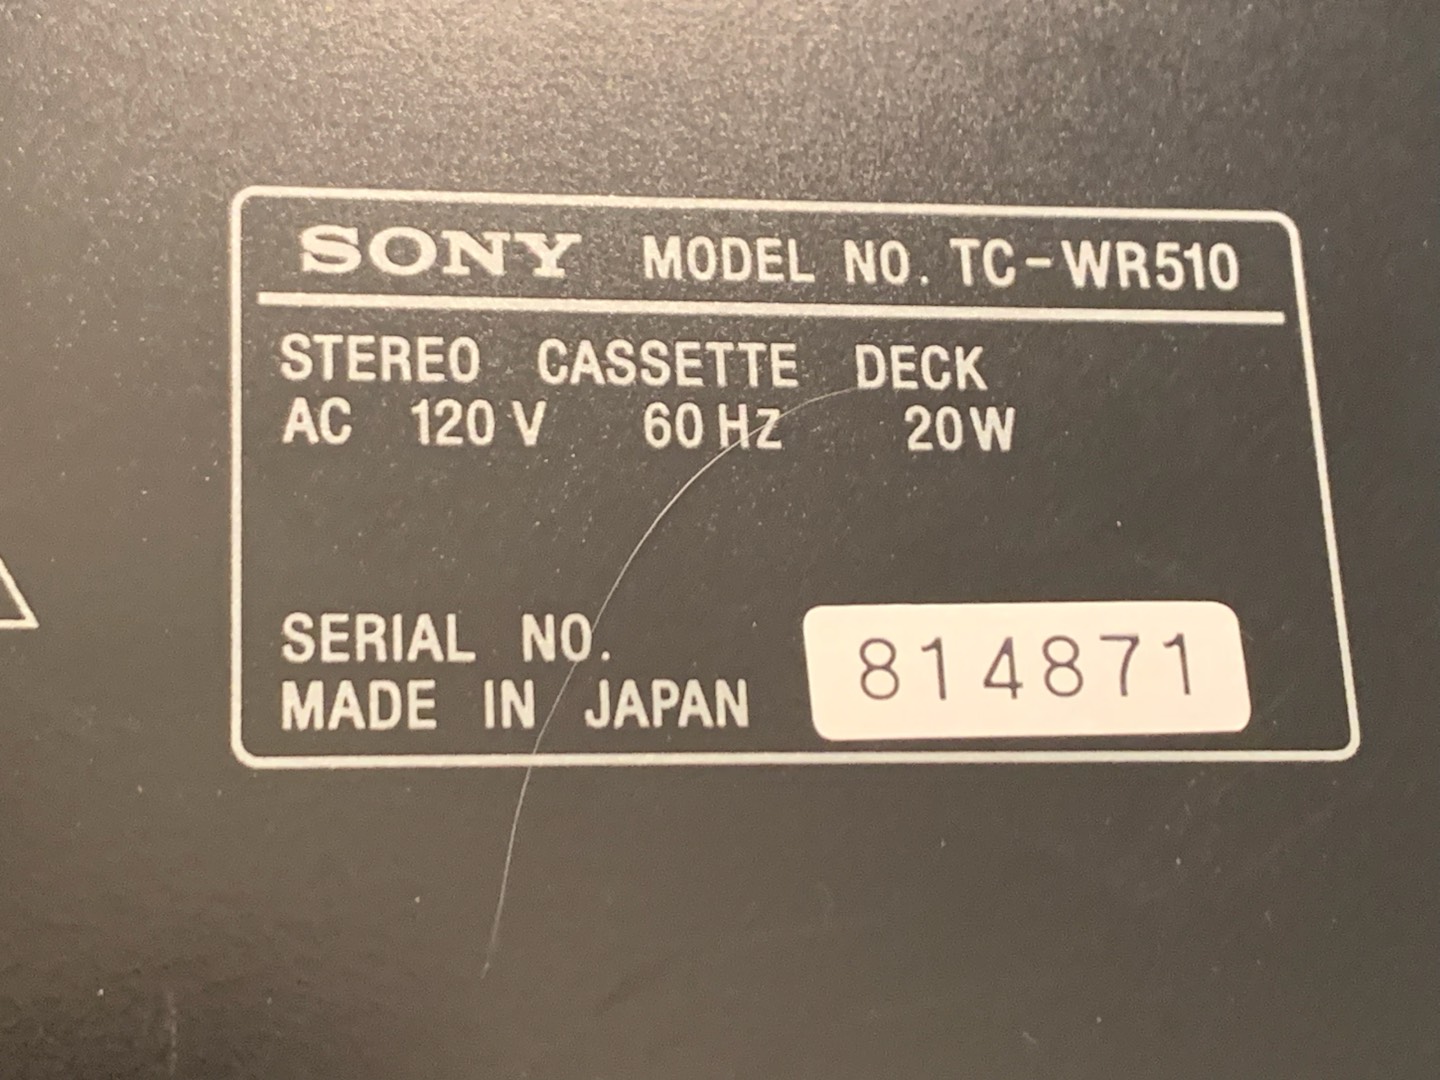 SONY MODEL NO. TC-WR510
STEREO CASSETTE DECK
AC 120 V 60 Hz 20 W
SERIAL NO. 814871
MADE IN JAPAN